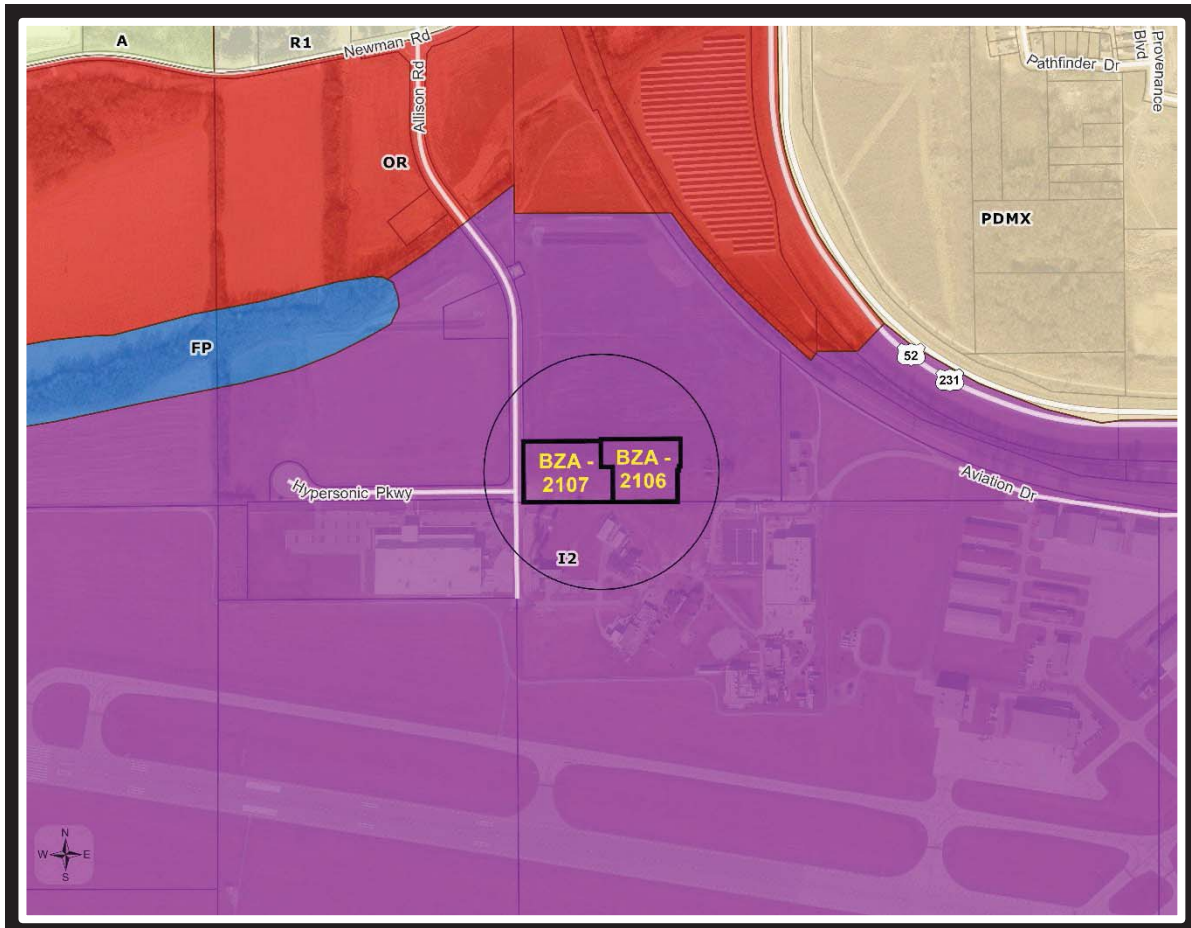 A
R1
Newman Rd
Allison Rd
Pathfinder Dr
Provenance
Blvd
OR
PDMX
FP
52
231
BZA -
2107
BZA -
2106
Hypersonic Pkwy
Aviation Dr
I2
N
W E
S